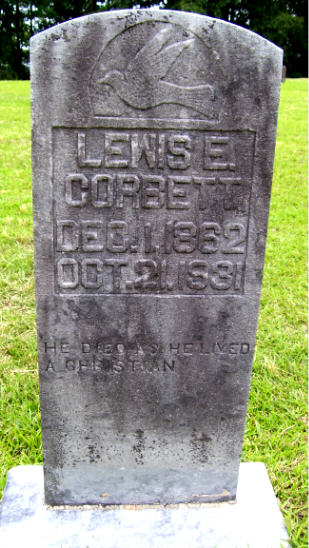 LEWIS E.
CORBETT.
DEC. 1, 1862
OCT. 21, 1931
HE DIED AS HE LIVED
A CHRISTIAN